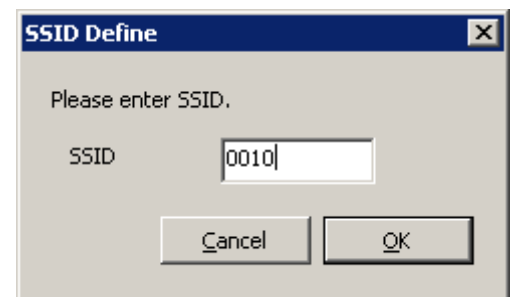 SSID Define
Please enter SSID.
SSID 0010
Cancel OK